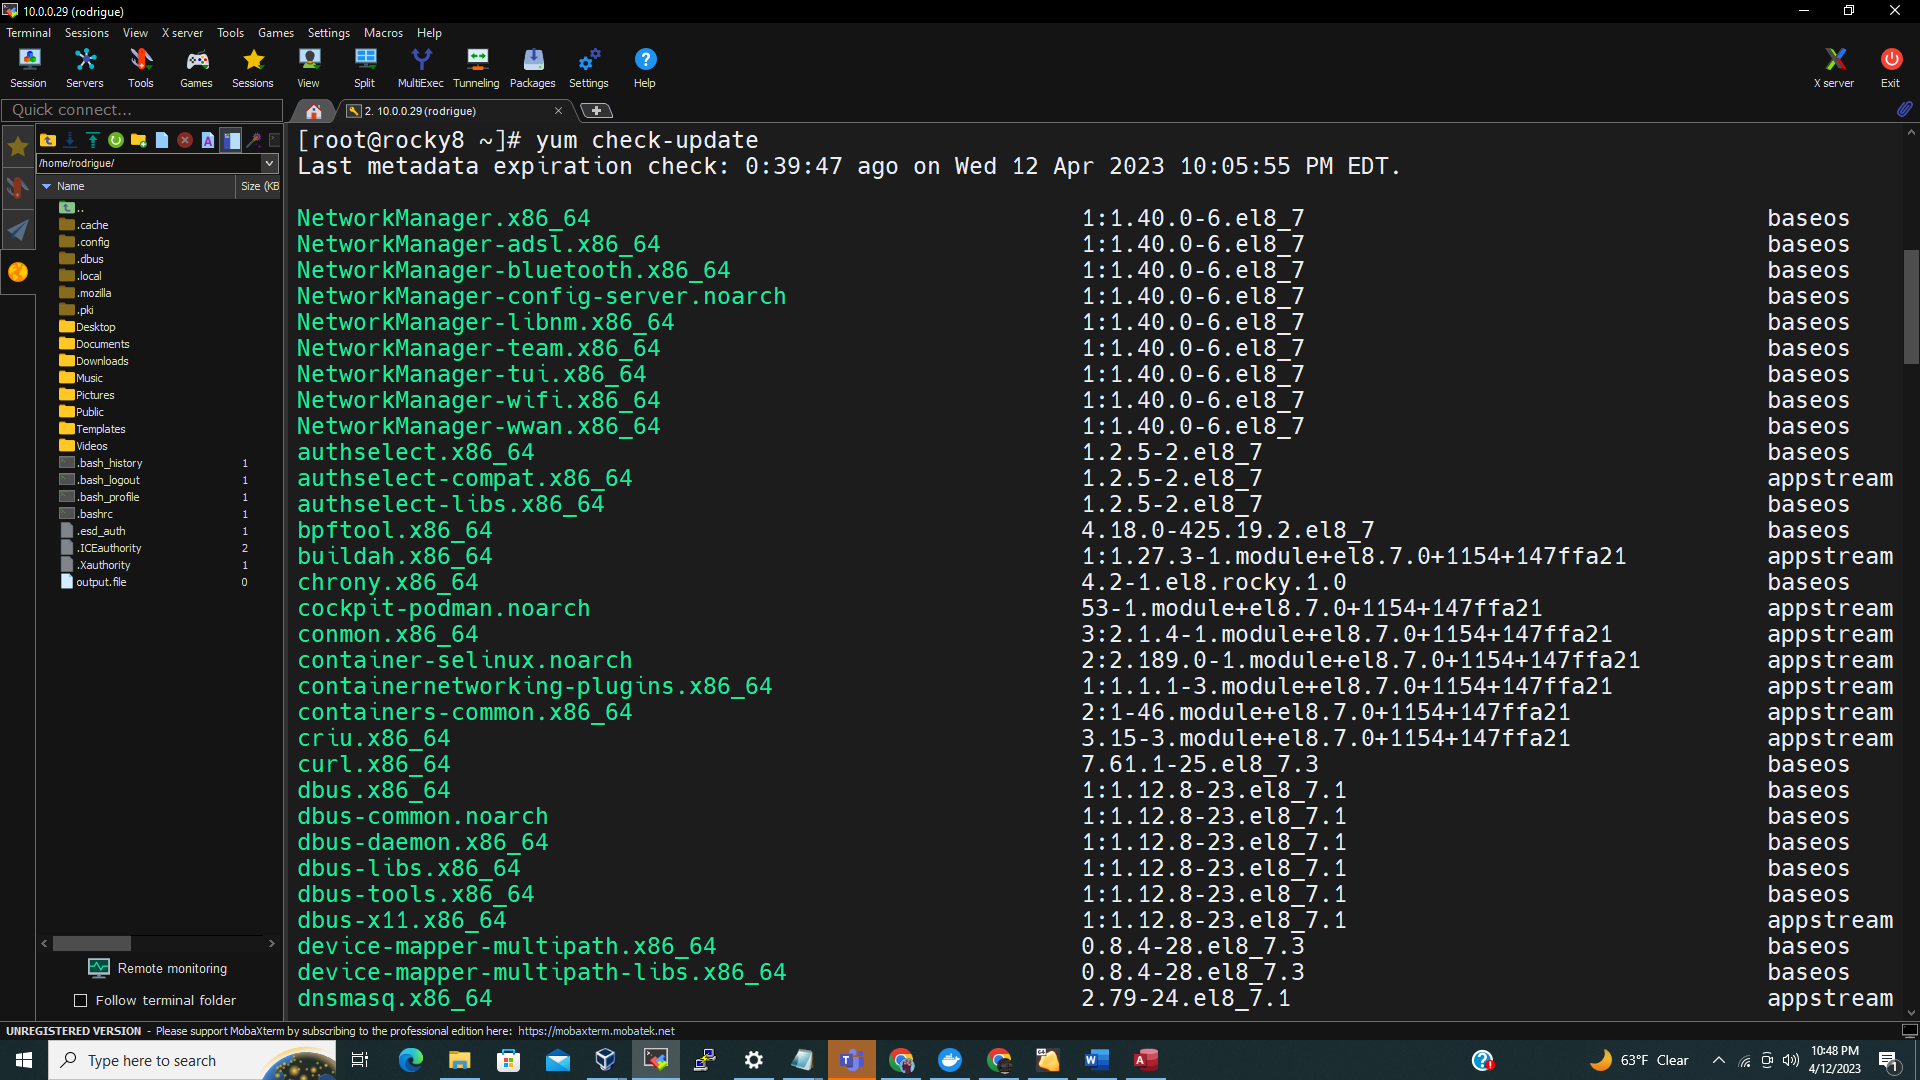 10.0.0.29 (rodrigue)
Terminal Sessions View X server Tools Games Settings Macros Help
Session Servers Tools Games Sessions View Split MultiExec Tunneling Packages Settings Help X server Exit
Quick connect...
2. 10.0.0.29 (rodrigue)
/home/rodrigue/
Name Size (KB
..
.cache
.config
.dbus
.local
.mozilla
.pki
Desktop
Documents
Downloads
Music
Pictures
Public
Templates
Videos
.bash_history 1
.bash_logout 1
.bash_profile 1
.bashrc 1
.esd_auth 1
.ICEauthority 2
.Xauthority 1
output.file 0
Remote monitoring
Follow terminal folder
[root@rocky8 ~]# yum check-update
Last metadata expiration check: 0:39:47 ago on Wed 12 Apr 2023 10:05:55 PM EDT.
NetworkManager.x86_64 1:1.40.0-6.el8_7 baseos
NetworkManager-adsl.x86_64 1:1.40.0-6.el8_7 baseos
NetworkManager-bluetooth.x86_64 1:1.40.0-6.el8_7 baseos
NetworkManager-config-server.noarch 1:1.40.0-6.el8_7 baseos
NetworkManager-libnm.x86_64 1:1.40.0-6.el8_7 baseos
NetworkManager-team.x86_64 1:1.40.0-6.el8_7 baseos
NetworkManager-tui.x86_64 1:1.40.0-6.el8_7 baseos
NetworkManager-wifi.x86_64 1:1.40.0-6.el8_7 baseos
NetworkManager-wwan.x86_64 1:1.40.0-6.el8_7 baseos
authselect.x86_64 1.2.5-2.el8_7 baseos
authselect-compat.x86_64 1.2.5-2.el8_7 appstream
authselect-libs.x86_64 1.2.5-2.el8_7 baseos
bpftool.x86_64 4.18.0-425.19.2.el8_7 baseos
buildah.x86_64 1:1.27.3-1.module+el8.7.0+1154+147ffa21 appstream
chrony.x86_64 4.2-1.el8.rocky.1.0 baseos
cockpit-podman.noarch 53-1.module+el8.7.0+1154+147ffa21 appstream
conmon.x86_64 3:2.1.4-1.module+el8.7.0+1154+147ffa21 appstream
container-selinux.noarch 2:2.189.0-1.module+el8.7.0+1154+147ffa21 appstream
containernetworking-plugins.x86_64 1:1.1.1-3.module+el8.7.0+1154+147ffa21 appstream
containers-common.x86_64 2:1-46.module+el8.7.0+1154+147ffa21 appstream
criu.x86_64 3.15-3.module+el8.7.0+1154+147ffa21 appstream
curl.x86_64 7.61.1-25.el8_7.3 baseos
dbus.x86_64 1:1.12.8-23.el8_7.1 baseos
dbus-common.noarch 1:1.12.8-23.el8_7.1 baseos
dbus-daemon.x86_64 1:1.12.8-23.el8_7.1 baseos
dbus-libs.x86_64 1:1.12.8-23.el8_7.1 baseos
dbus-tools.x86_64 1:1.12.8-23.el8_7.1 baseos
dbus-x11.x86_64 1:1.12.8-23.el8_7.1 appstream
device-mapper-multipath.x86_64 0.8.4-28.el8_7.3 baseos
device-mapper-multipath-libs.x86_64 0.8.4-28.el8_7.3 baseos
dnsmasq.x86_64 2.79-24.el8_7.1 appstream
UNREGISTERED VERSION - Please support MobaXterm by subscribing to the professional edition here: https://mobaxterm.mobatek.net
Type here to search
63°F Clear
10:48 PM
4/12/2023
1